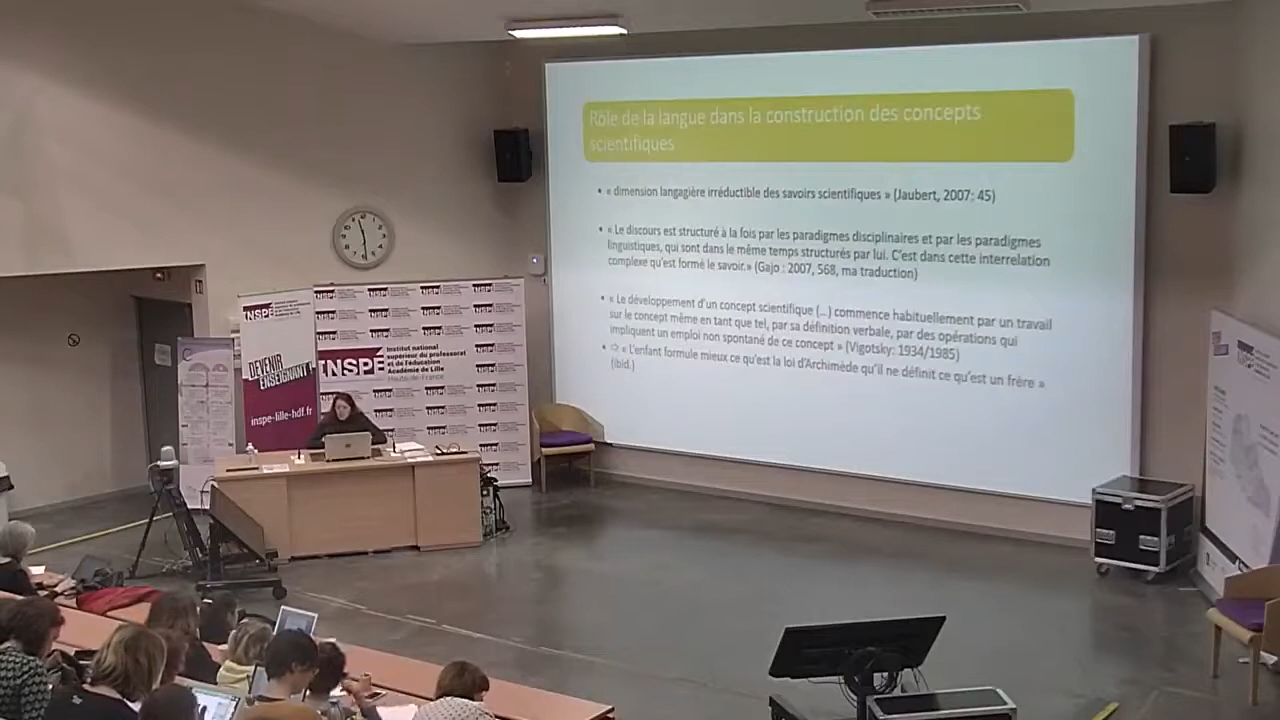 Rôle de la langue dans la construction des concepts
scientifiques
• « dimension langagière irréductible des savoirs scientifiques » (Jaubert, 2007: 45)
• « Le discours est structuré à la fois par les paradigmes disciplinaires et par les paradigmes
linguistiques, qui sont dans le même temps structurés par lui. C'est dans cette interrelation
complexe qu'est formé le savoir.» (Gajo : 2007, 568, ma traduction)
• « Le développement d'un concept scientifique (…) commence habituellement par un travail
sur le concept même en tant que tel, par sa définition verbale, par des opérations qui
impliquent un emploi non spontané de ce concept » (Vigotsky: 1934/1985)
• ⇨ « L'enfant formule mieux ce qu'est la loi d'Archimède qu'il ne définit ce qu'est un frère »
(ibid.)
INSPE
DEVENIR
ENSEIGNANT !
inspe-lille-hdf.fr
INSPE
Institut national
supérieur du professorat
et de l'éducation
Académie de Lille
Hauts-de-France